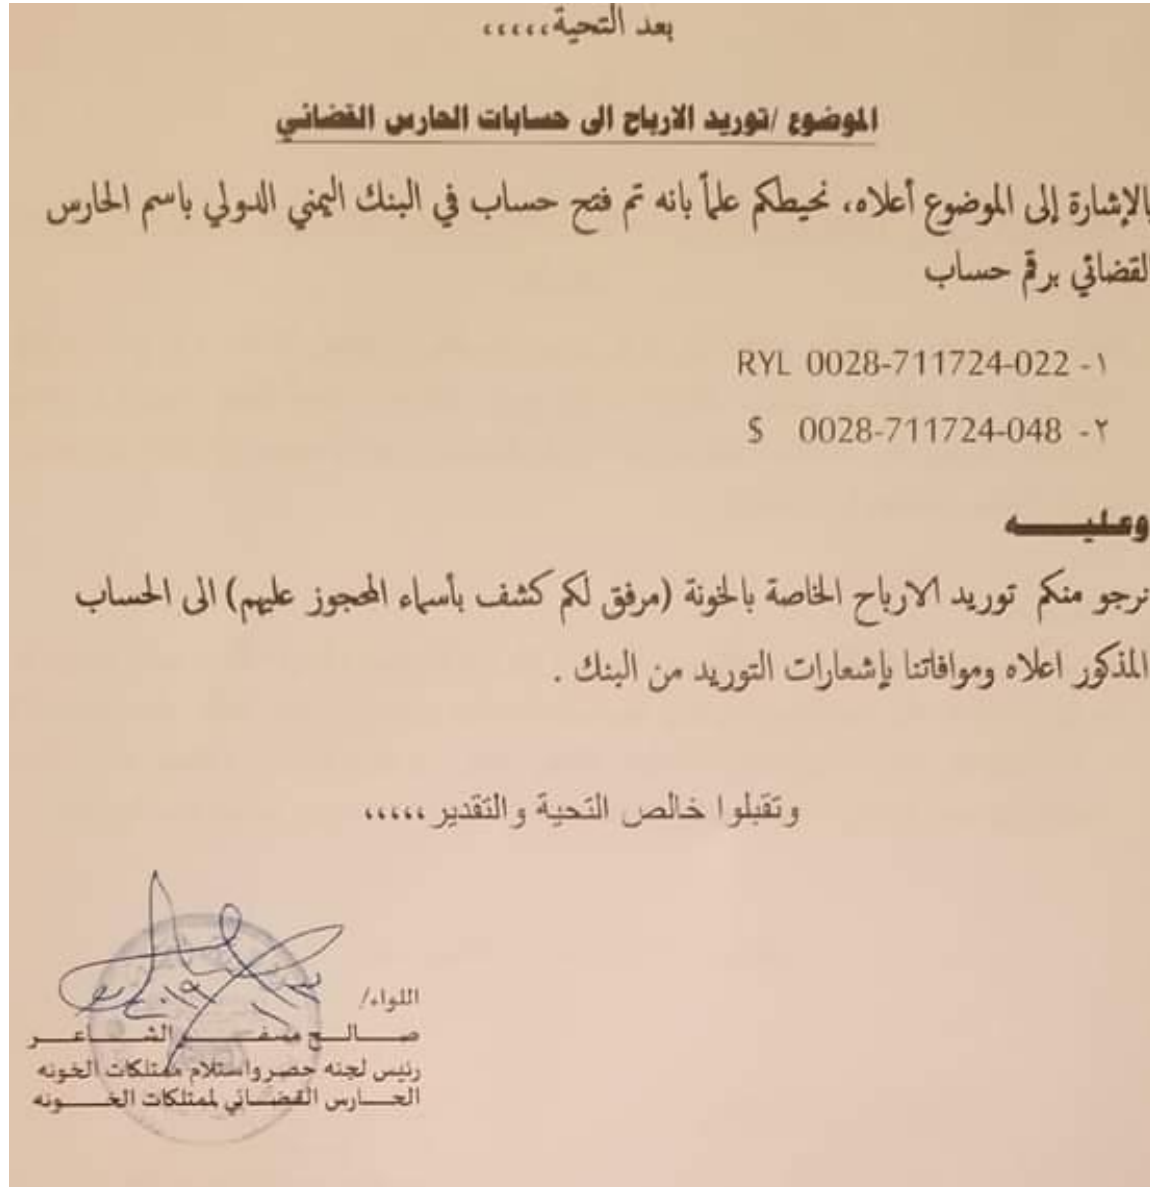 بعد التحية،،،،،
الموضوع /توريد الارباح الى حسابات الحارس القضائي
بالإشارة إلى الموضوع أعلاه، نحيطكم علماً بانه تم فتح حساب في البنك اليمني الدولي باسم الحارس
القضائي برقم حساب
١- RYL 0028-711724-022
٢- $ 0028-711724-048
وعليـــــه
نرجو منكم توريد الارباح الخاصة بالخونة (مرفق لكم كشف بأسماء المحجوز عليهم) الى الحساب
المذكور اعلاه وموافاتنا بإشعارات التوريد من البنك .
وتقبلوا خالص التحية والتقدير،،،،،
اللواء/
صـــالـــح مسفـــر الشـــاعـــر
رئيس لجنه حصر واستلام ممتلكات الخونه
الحـــارس القضـــائي لممتلكات الخـــونه